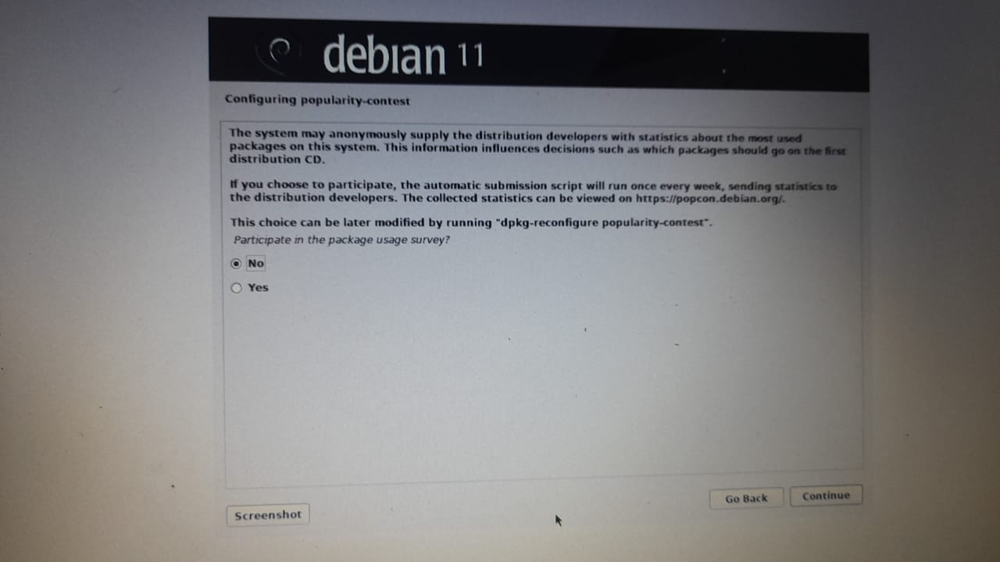 debian 11
Configuring popularity-contest
The system may anonymously supply the distribution developers with statistics about the most used
packages on this system. This information influences decisions such as which packages should go on the first
distribution CD.
If you choose to participate, the automatic submission script will run once every week, sending statistics to
the distribution developers. The collected statistics can be viewed on https://popcon.debian.org/.
This choice can be later modified by running "dpkg-reconfigure popularity-contest".
Participate in the package usage survey?
No
Yes
Screenshot
Go Back
Continue